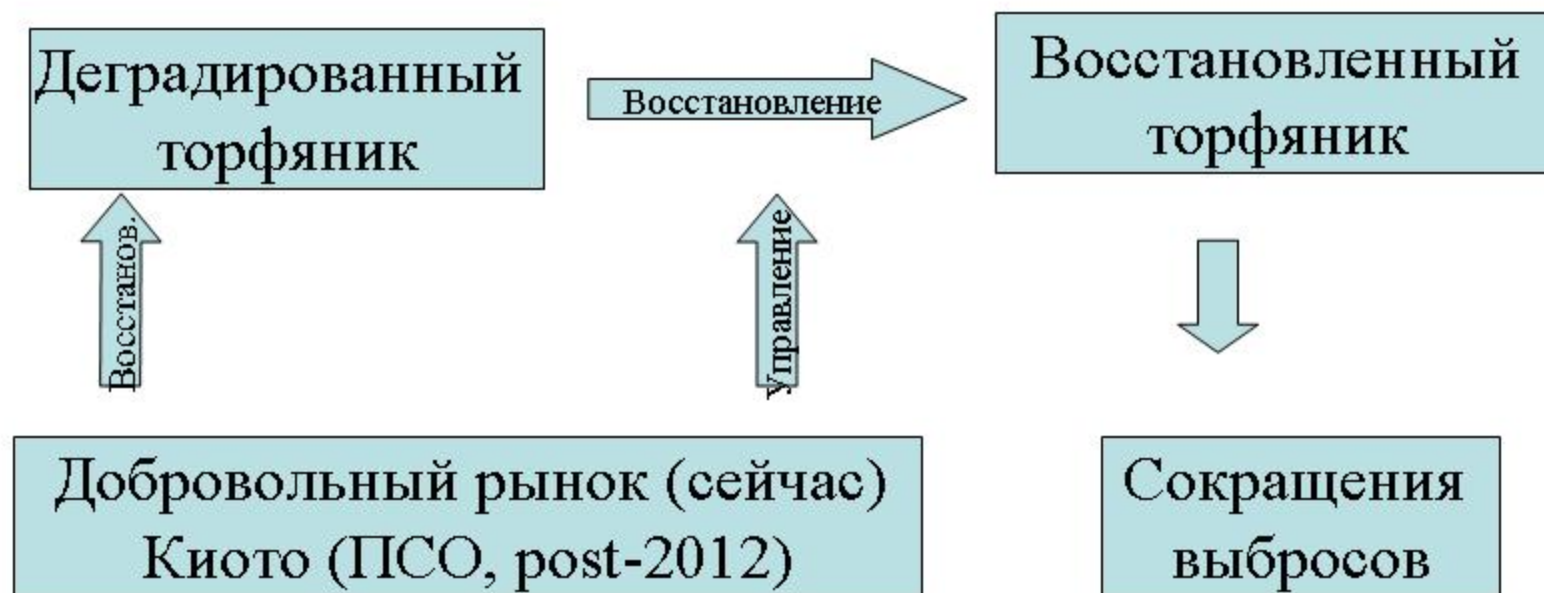 Деградированный
торфяник
Восстановление
Восстановленный
торфяник
Восстанов.
Управление
Добровольный рынок (сейчас)
Киото (ПСО, post-2012)
Сокращения
выбросов